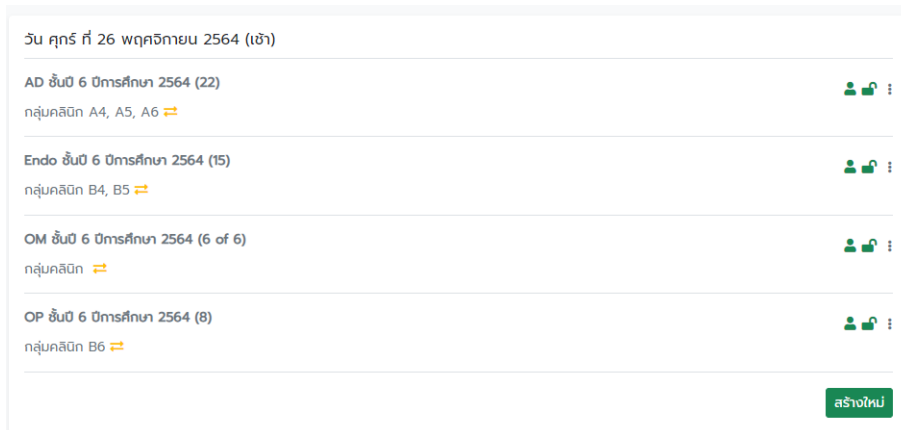 วัน ศุกร์ ที่ 26 พฤศจิกายน 2564 (เช้า)
AD ชั้นปี 6 ปีการศึกษา 2564 (22)
กลุ่มคลินิก A4, A5, A6
Endo ชั้นปี 6 ปีการศึกษา 2564 (15)
กลุ่มคลินิก B4, B5
OM ชั้นปี 6 ปีการศึกษา 2564 (6 of 6)
กลุ่มคลินิก
OP ชั้นปี 6 ปีการศึกษา 2564 (8)
กลุ่มคลินิก B6
สร้างใหม่